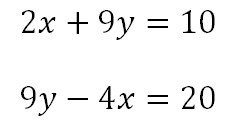 2x + 9y = 10
9y − 4x = 20